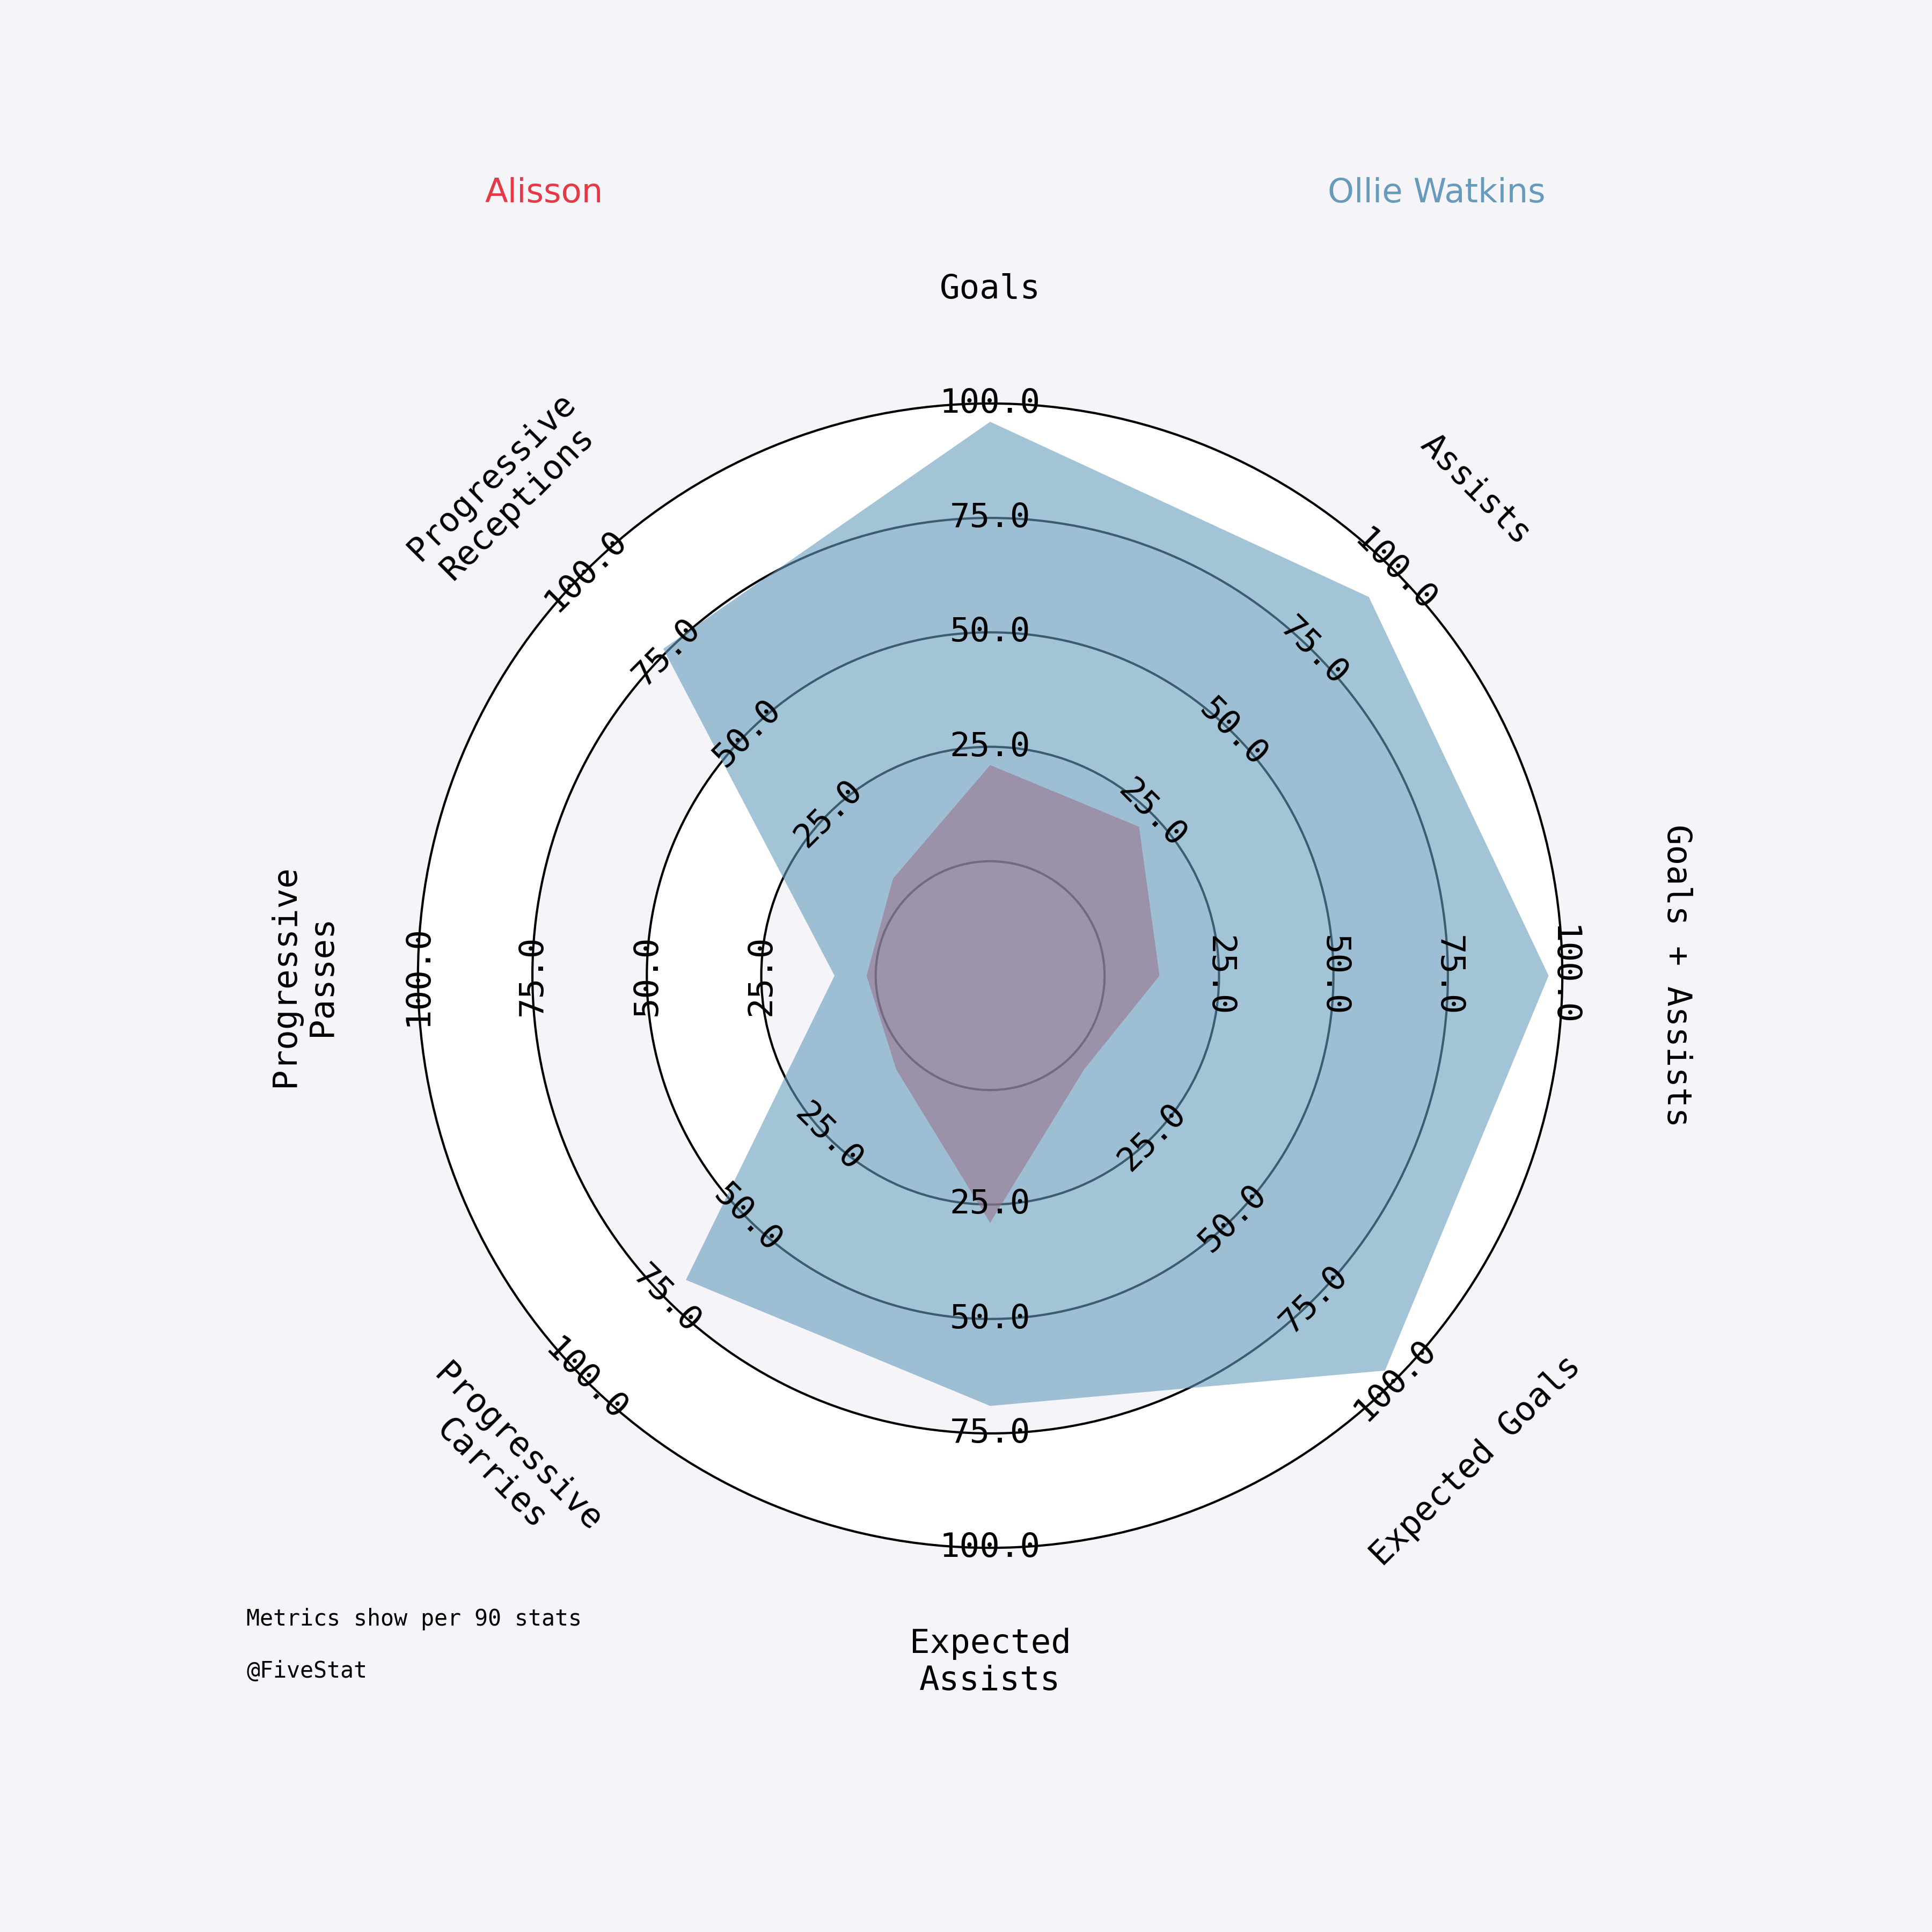 Alisson
Ollie Watkins
Goals
Assists
Goals + Assists
Expected Goals
Expected
Assists
Progressive
Carries
Progressive
Passes
Progressive
Receptions
25.0
50.0
75.0
100.0
25.0
50.0
75.0
100.0
25.0
50.0
75.0
100.0
25.0
50.0
75.0
100.0
25.0
50.0
75.0
100.0
25.0
50.0
75.0
100.0
25.0
50.0
75.0
100.0
25.0
50.0
75.0
100.0
Metrics show per 90 stats
@FiveStat